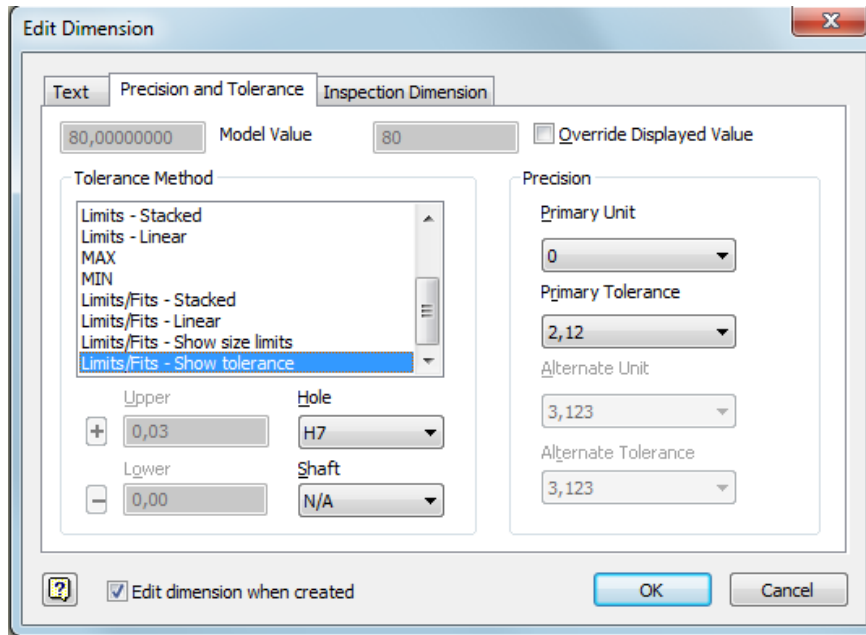 Edit Dimension
Text Precision and Tolerance Inspection Dimension
80,00000000 Model Value 80 Override Displayed Value
Tolerance Method
Limits - Stacked
Limits - Linear
MAX
MIN
Limits/Fits - Stacked
Limits/Fits - Linear
Limits/Fits - Show size limits
Limits/Fits - Show tolerance
Upper Hole
+ 0,03 H7
Lower Shaft
- 0,00 N/A
Precision
Primary Unit
0
Primary Tolerance
2,12
Alternate Unit
3,123
Alternate Tolerance
3,123
? Edit dimension when created OK Cancel